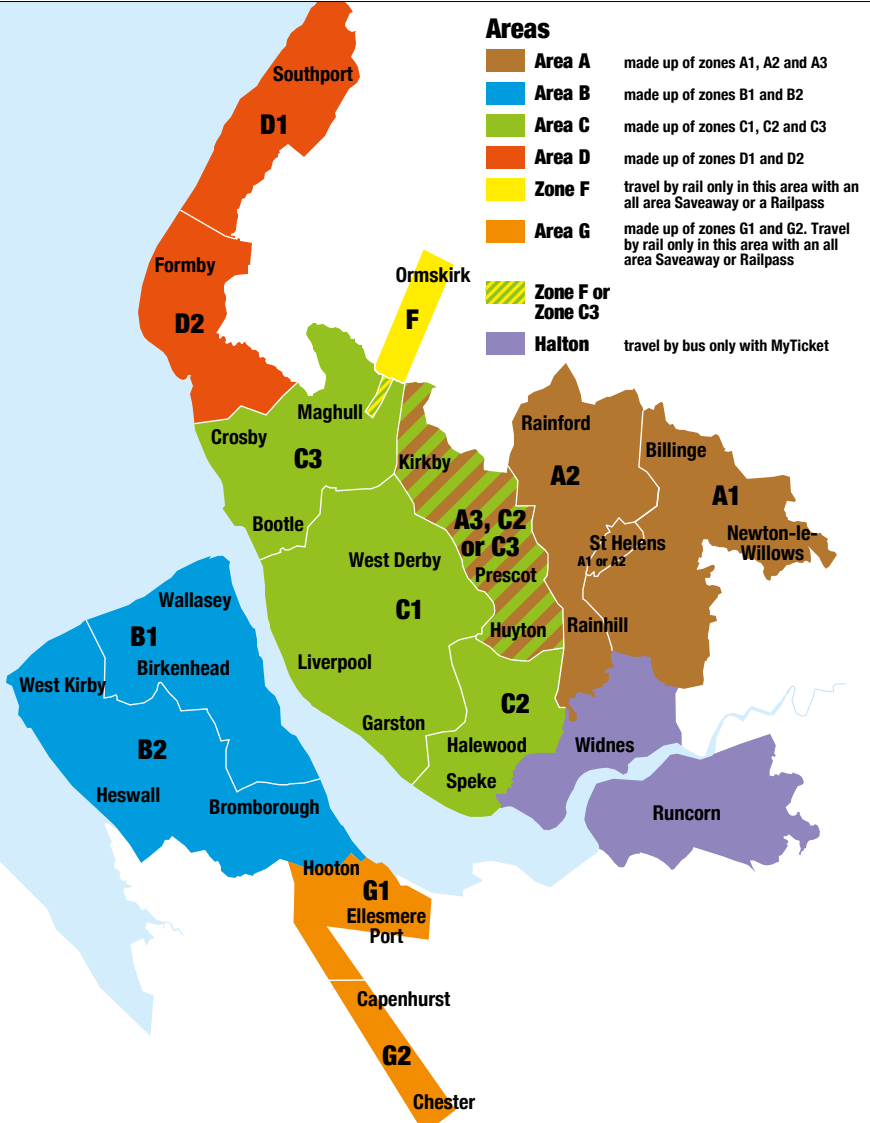 Areas
Area A made up of zones A1, A2 and A3
Area B made up of zones B1 and B2
Area C made up of zones C1, C2 and C3
Area D made up of zones D1 and D2
Zone F travel by rail only in this area with an
all area Saveaway or a Railpass
Area G made up of zones G1 and G2. Travel
by rail only in this area with an all
area Saveaway or Railpass
Zone F or
Zone C3
Halton travel by bus only with MyTicket
Southport
D1
Formby
D2
Ormskirk
F
Maghull
Crosby
C3
Bootle
Kirkby
A3, C2
or C3
Prescot
Huyton
Rainford
A2
Billinge
A1
Newton-le-
Willows
St Helens
A1 or A2
Rainhill
West Derby
C1
Liverpool
Garston
C2
Halewood
Speke
Wallasey
B1
Birkenhead
West Kirby
B2
Heswall
Bromborough
Widnes
Runcorn
Hooton
G1
Ellesmere
Port
Capenhurst
G2
Chester